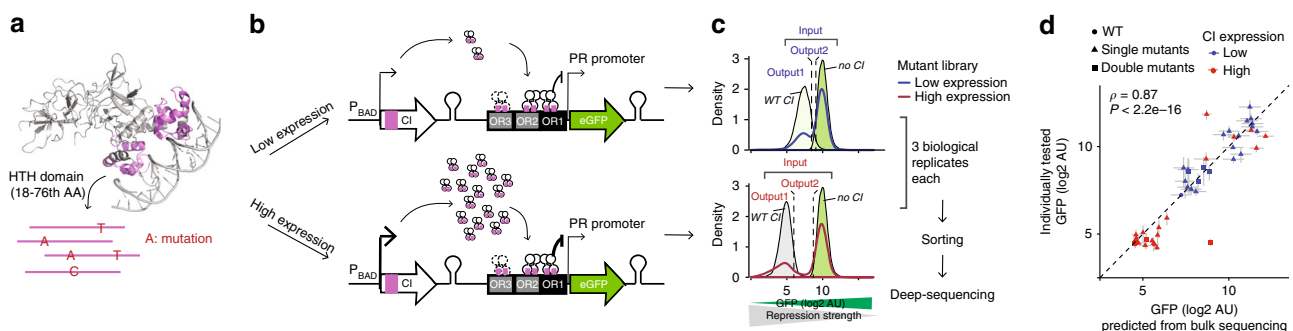 a
HTH domain
(18-76th AA)
T
A
A: mutation
A T
C
b
Low expression
High expression
PBAD
CI
OR3 OR2 OR1
PR promoter
eGFP
PBAD
CI
OR3 OR2 OR1
PR promoter
eGFP
c
Input
Output2
Output1
no CI
WT CI
Density
3
2
1
0
Mutant library
Low expression
High expression
Input
Output2
Output1
no CI
WT CI
Density
3
2
1
0
5 10
GFP (log2 AU)
Repression strength
3 biological
replicates
each
Sorting
Deep-sequencing
d
WT
Single mutants
Double mutants
CI expression
Low
High
ρ = 0.87
P < 2.2e−16
Individually tested
GFP (log2 AU)
10
5
5 10
GFP (log2 AU)
predicted from bulk sequencing